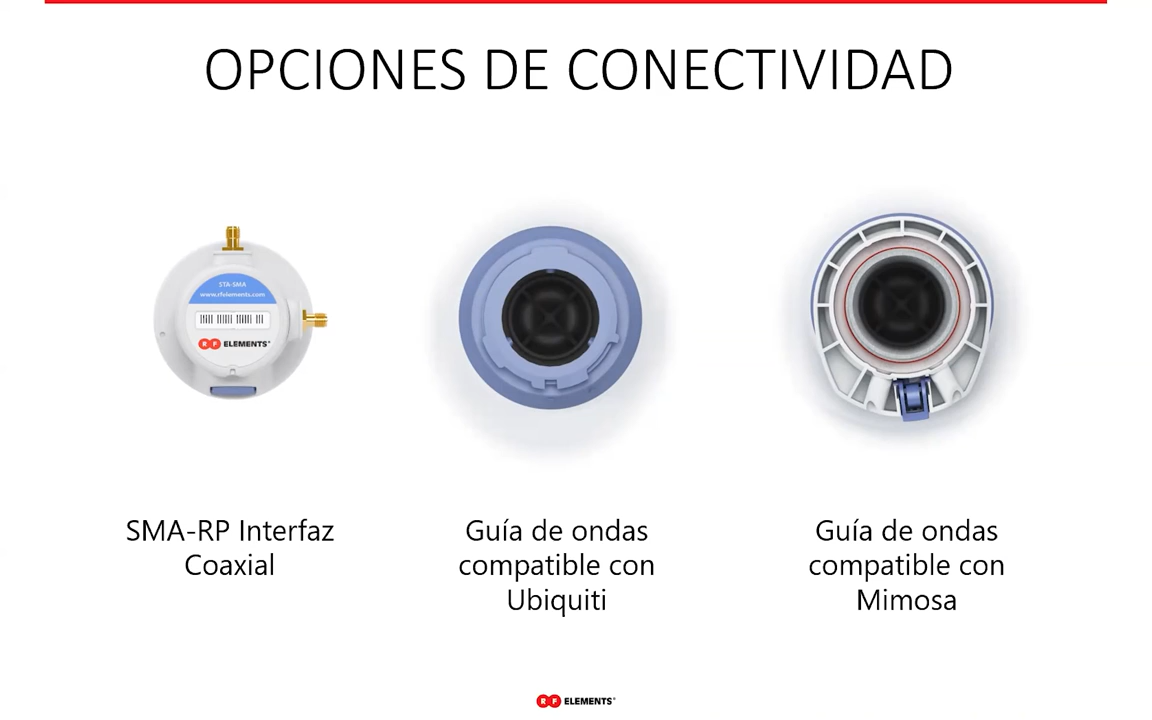 OPCIONES DE CONECTIVIDAD
STA-SMA
www.rfelements.com
RF ELEMENTS®
SMA-RP Interfaz
Coaxial
Guía de ondas
compatible con
Ubiquiti
Guía de ondas
compatible con
Mimosa
RF ELEMENTS®